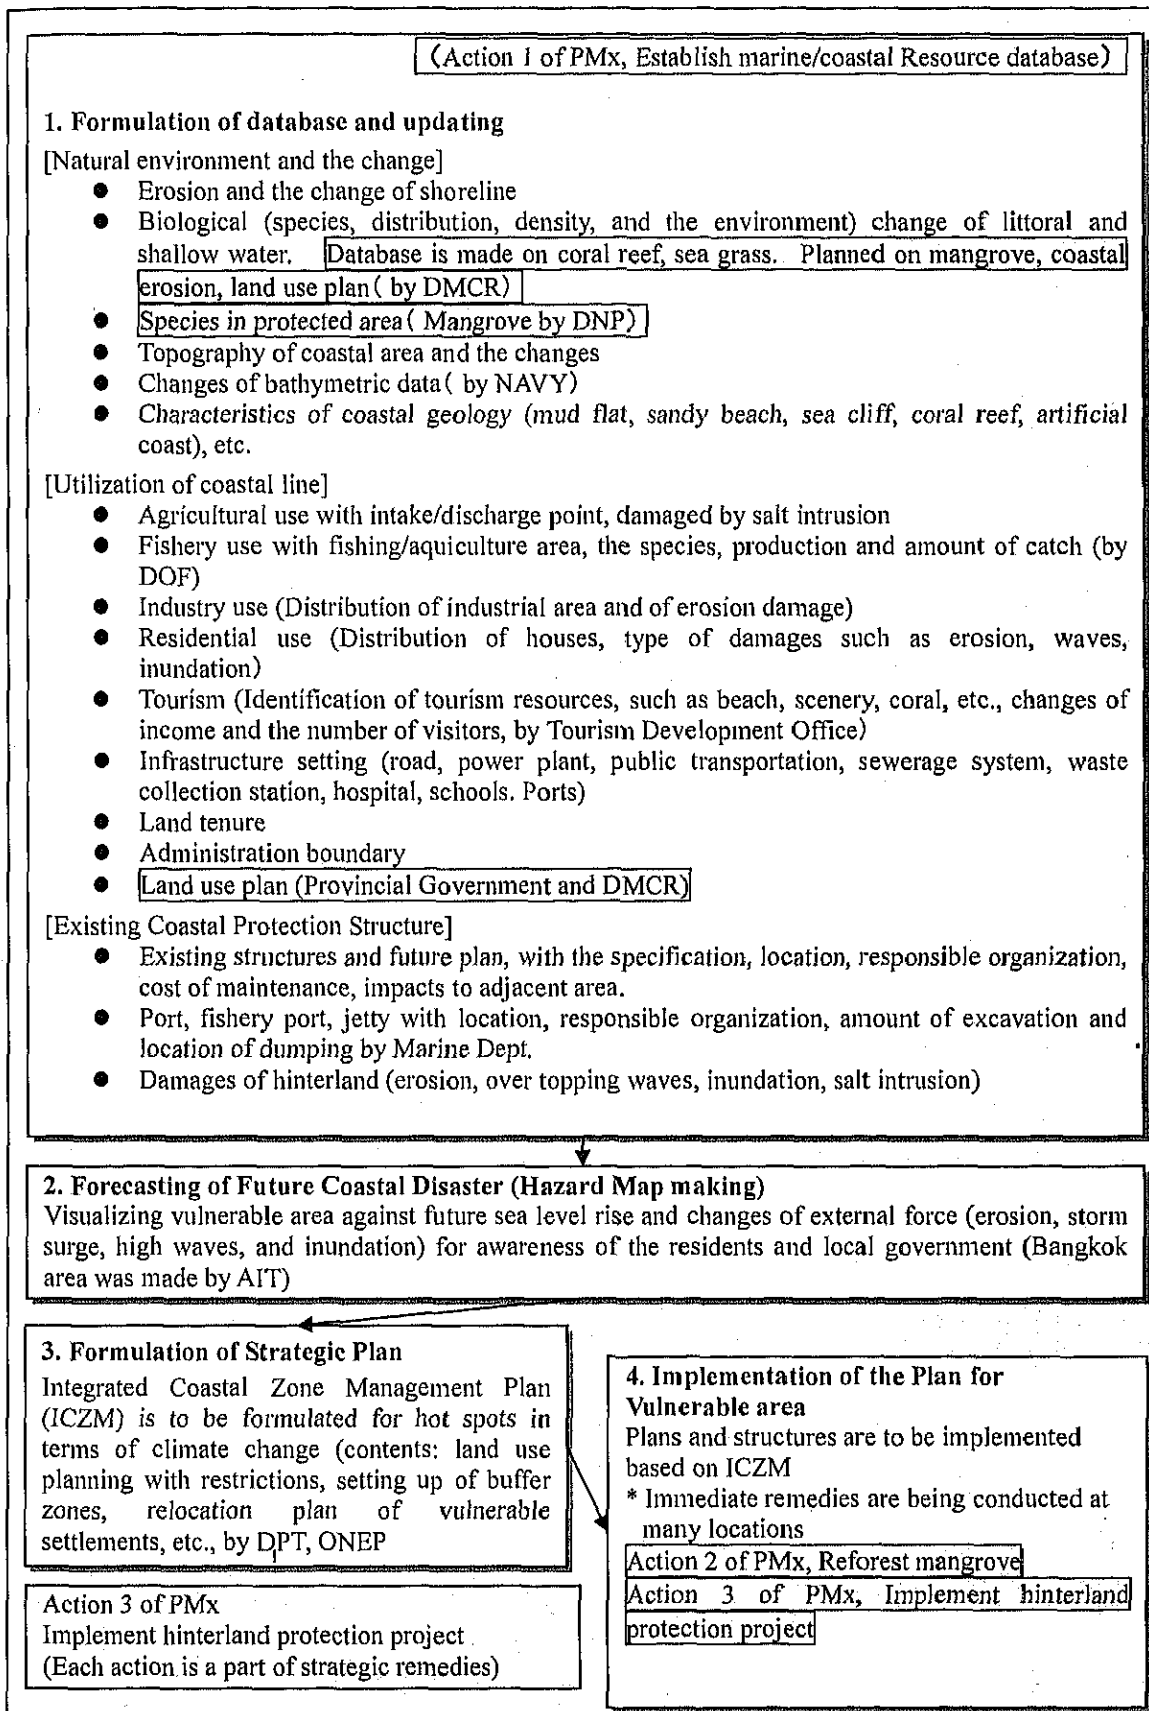 (Action 1 of PMx, Establish marine/coastal Resource database)
1. Formulation of database and updating
[Natural environment and the change]
● Erosion and the change of shoreline
● Biological (species, distribution, density, and the environment) change of littoral and
shallow water. Database is made on coral reef, sea grass. Planned on mangrove, coastal
erosion, land use plan( by DMCR)
● Species in protected area( Mangrove by DNP)
● Topography of coastal area and the changes
● Changes of bathymetric data( by NAVY)
● Characteristics of coastal geology (mud flat, sandy beach, sea cliff, coral reef, artificial
coast), etc.
[Utilization of coastal line]
● Agricultural use with intake/discharge point, damaged by salt intrusion
● Fishery use with fishing/aquiculture area, the species, production and amount of catch (by
DOF)
● Industry use (Distribution of industrial area and of erosion damage)
● Residential use (Distribution of houses, type of damages such as erosion, waves,
inundation)
● Tourism (Identification of tourism resources, such as beach, scenery, coral, etc., changes of
income and the number of visitors, by Tourism Development Office)
● Infrastructure setting (road, power plant, public transportation, sewerage system, waste
collection station, hospital, schools. Ports)
● Land tenure
● Administration boundary
● Land use plan (Provincial Government and DMCR)
[Existing Coastal Protection Structure]
● Existing structures and future plan, with the specification, location, responsible organization,
cost of maintenance, impacts to adjacent area.
● Port, fishery port, jetty with location, responsible organization, amount of excavation and
location of dumping by Marine Dept.
● Damages of hinterland (erosion, over topping waves, inundation, salt intrusion)
2. Forecasting of Future Coastal Disaster (Hazard Map making)
Visualizing vulnerable area against future sea level rise and changes of external force (erosion, storm
surge, high waves, and inundation) for awareness of the residents and local government (Bangkok
area was made by AIT)
3. Formulation of Strategic Plan
Integrated Coastal Zone Management Plan
(ICZM) is to be formulated for hot spots in
terms of climate change (contents: land use
planning with restrictions, setting up of buffer
zones, relocation plan of vulnerable
settlements, etc., by DPT, ONEP
Action 3 of PMx
Implement hinterland protection project
(Each action is a part of strategic remedies)
4. Implementation of the Plan for
Vulnerable area
Plans and structures are to be implemented
based on ICZM
* Immediate remedies are being conducted at
many locations
Action 2 of PMx, Reforest mangrove
Action 3 of PMx, Implement hinterland
protection project